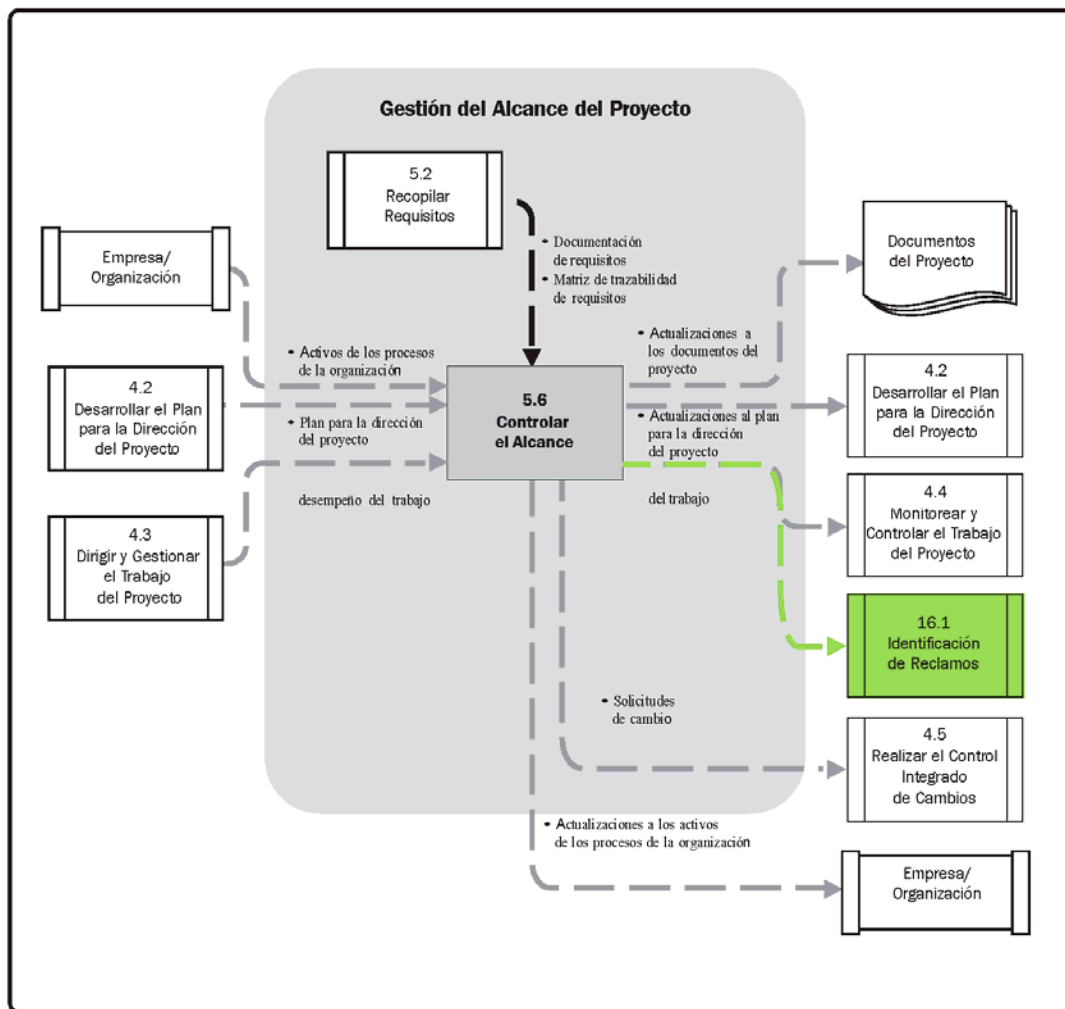 Gestión del Alcance del Proyecto
5.2
Recopilar
Requisitos
Empresa/
Organización
• Documentación
de requisitos
• Matriz de trazabilidad
de requisitos
Documentos
del Proyecto
• Activos de los procesos
de la organización
• Actualizaciones a
los documentos del
proyecto
4.2
Desarrollar el Plan
para la Dirección
del Proyecto
• Plan para la dirección
del proyecto
5.6
Controlar
el Alcance
• Actualizaciones al plan
para la dirección
del proyecto
4.2
Desarrollar el Plan
para la Dirección
del Proyecto
desempeño del trabajo
del trabajo
4.4
Monitorear y
Controlar el Trabajo
del Proyecto
4.3
Dirigir y Gestionar
el Trabajo
del Proyecto
16.1
Identificación
de Reclamos
• Solicitudes
de cambio
4.5
Realizar el Control
Integrado
de Cambios
• Actualizaciones a los activos
de los procesos de la organización
Empresa/
Organización